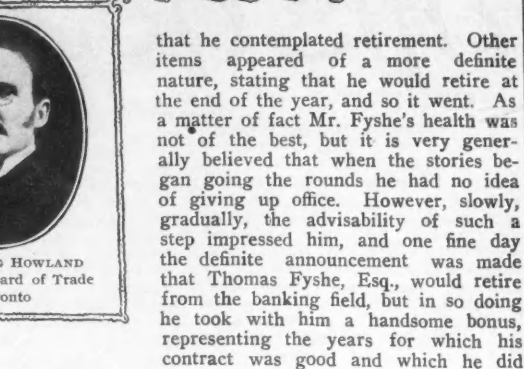 HOWLAND
ard of Trade
onto
that he contemplated retirement. Other
items appeared of a more definite
nature, stating that he would retire at
the end of the year, and so it went. As
a matter of fact Mr. Fyshe's health was
not of the best, but it is very gener-
ally believed that when the stories be-
gan going the rounds he had no idea
of giving up office. However, slowly,
gradually, the advisability of such a
step impressed him, and one fine day
the definite announcement was made
that Thomas Fyshe, Esq., would retire
from the banking field, but in so doing
he took with him a handsome bonus,
representing the years for which his
contract was good and which he did